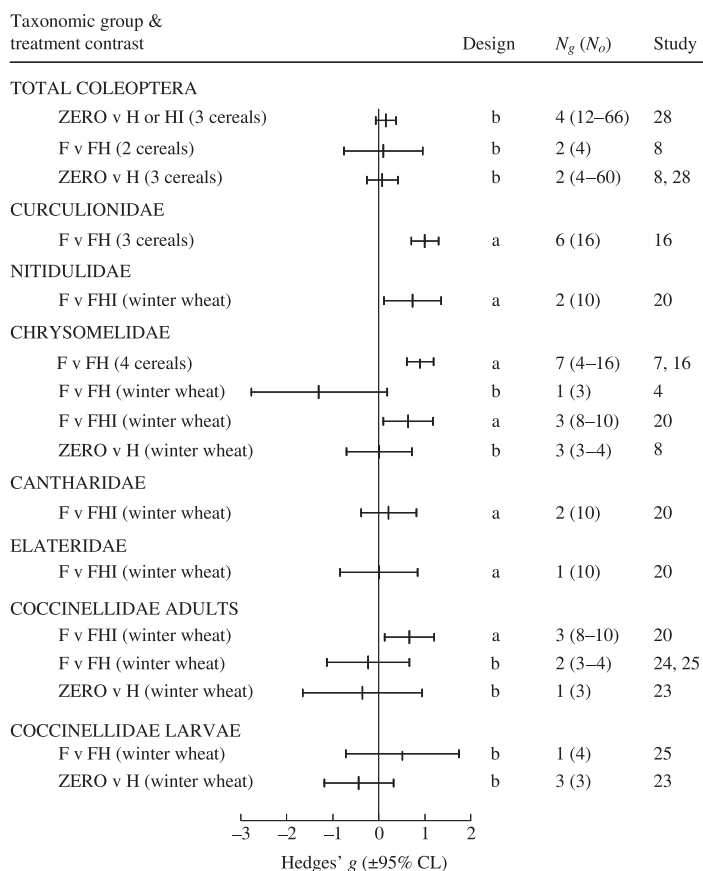 Taxonomic group &
treatment contrast Design Ng (No) Study
TOTAL COLEOPTERA
ZERO v H or HI (3 cereals) b 4 (12–66) 28
F v FH (2 cereals) b 2 (4) 8
ZERO v H (3 cereals) b 2 (4–60) 8, 28
CURCULIONIDAE
F v FH (3 cereals) a 6 (16) 16
NITIDULIDAE
F v FHI (winter wheat) a 2 (10) 20
CHRYSOMELIDAE
F v FH (4 cereals) a 7 (4–16) 7, 16
F v FH (winter wheat) b 1 (3) 4
F v FHI (winter wheat) a 3 (8–10) 20
ZERO v H (winter wheat) b 3 (3–4) 8
CANTHARIDAE
F v FHI (winter wheat) a 2 (10) 20
ELATERIDAE
F v FHI (winter wheat) a 1 (10) 20
COCCINELLIDAE ADULTS
F v FHI (winter wheat) a 3 (8–10) 20
F v FH (winter wheat) b 2 (3–4) 24, 25
ZERO v H (winter wheat) b 1 (3) 23
COCCINELLIDAE LARVAE
F v FH (winter wheat) b 1 (4) 25
ZERO v H (winter wheat) b 3 (3) 23
–3 –2 –1 0 1 2
Hedges' g (±95% CL)